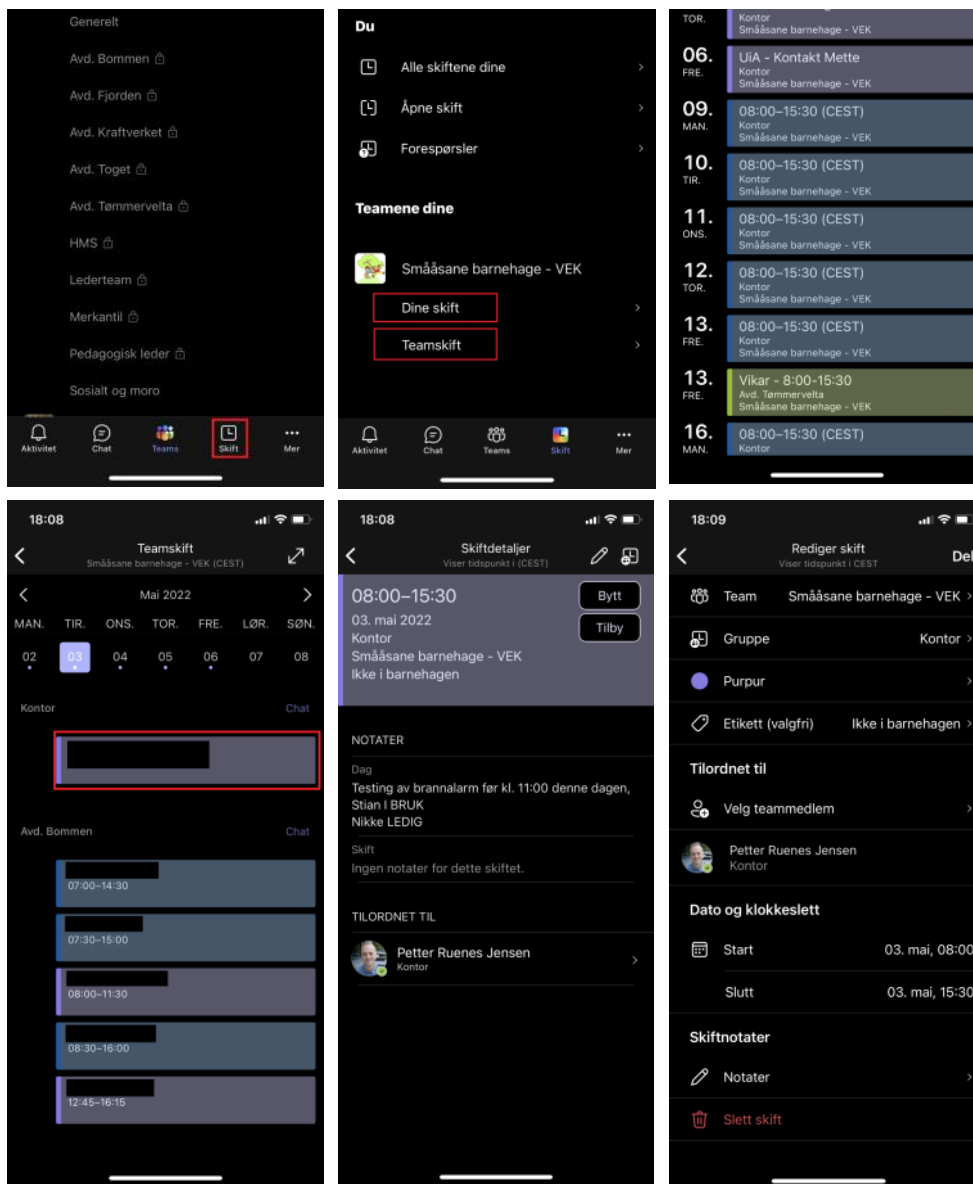 Generelt
Avd. Bommen
Avd. Fjorden
Avd. Kraftverket
Avd. Toget
Avd. Tømmervelta
HMS
Lederteam
Merkantil
Pedagogisk leder
Sosialt og moro
Aktivitet
Chat
Teams
Skift
Mer
Du
Alle skiftene dine
Åpne skift
Forespørsler
Teamene dine
Smååsane barnehage - VEK
Dine skift
Teamskift
Aktivitet
Chat
Teams
Skift
Mer
TOR.
Kontor
Smååsane barnehage - VEK
06.
FRE.
UiA - Kontakt Mette
Kontor
Smååsane barnehage - VEK
09.
MAN.
08:00–15:30 (CEST)
Kontor
Smååsane barnehage - VEK
10.
TIR.
08:00–15:30 (CEST)
Kontor
Smååsane barnehage - VEK
11.
ONS.
08:00–15:30 (CEST)
Kontor
Smååsane barnehage - VEK
12.
TOR.
08:00–15:30 (CEST)
Kontor
Smååsane barnehage - VEK
13.
FRE.
08:00–15:30 (CEST)
Kontor
Smååsane barnehage - VEK
13.
FRE.
Vikar - 8:00-15:30
Avd. Tømmervelta
Smååsane barnehage - VEK
16.
MAN.
08:00–15:30 (CEST)
Kontor
18:08
Teamskift
Smååsane barnehage - VEK (CEST)
Mai 2022
MAN. TIR. ONS. TOR. FRE. LØR. SØN.
02 03 04 05 06 07 08
Kontor Chat
Avd. Bommen Chat
07:00–14:30
07:30–15:00
08:00–11:30
08:30–16:00
12:45–16:15
18:08
Skiftdetaljer
Viser tidspunkt i (CEST)
08:00–15:30
03. mai 2022
Kontor
Smååsane barnehage - VEK
Ikke i barnehagen
Bytt
Tilby
NOTATER
Dag
Testing av brannalarm før kl. 11:00 denne dagen,
Stian I BRUK
Nikke LEDIG
Skift
Ingen notater for dette skiftet.
TILORDNET TIL
Petter Ruenes Jensen
Kontor
18:09
Rediger skift
Viser tidspunkt i CEST
Del
Team Smååsane barnehage - VEK
Gruppe Kontor
Purpur
Etikett (valgfri) Ikke i barnehagen
Tilordnet til
Velg teammedlem
Petter Ruenes Jensen
Kontor
Dato og klokkeslett
Start 03. mai, 08:00
Slutt 03. mai, 15:30
Skiftnotater
Notater
Slett skift